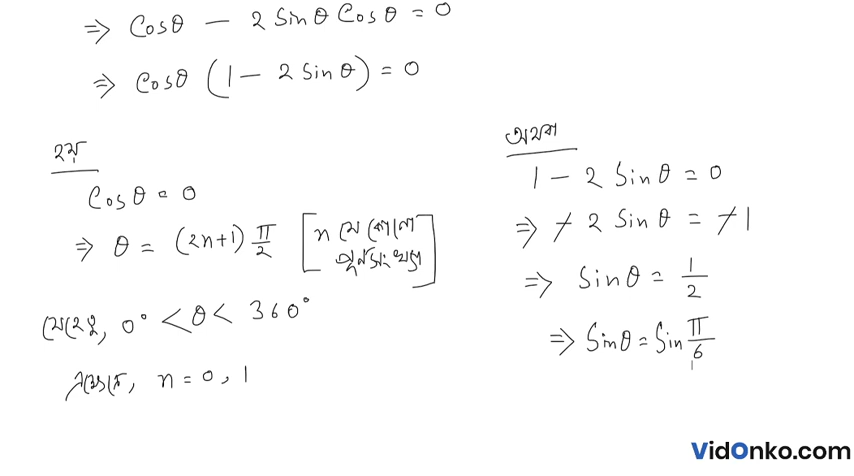 ⇒ Cosθ − 2 Sinθ Cosθ = 0
⇒ Cosθ (1 − 2 Sinθ) = 0
হয়
Cosθ = 0
⇒ θ = (2n+1) π/2 [n যে কোনো
পূর্ণসংখ্যা]
যেহেতু, 0° < θ < 360°
n = 0, 1
অথবা
1 − 2 Sinθ = 0
⇒ −2 Sinθ = −1
⇒ Sinθ = 1/2
⇒ Sinθ = Sin π/6
VidOnko.com